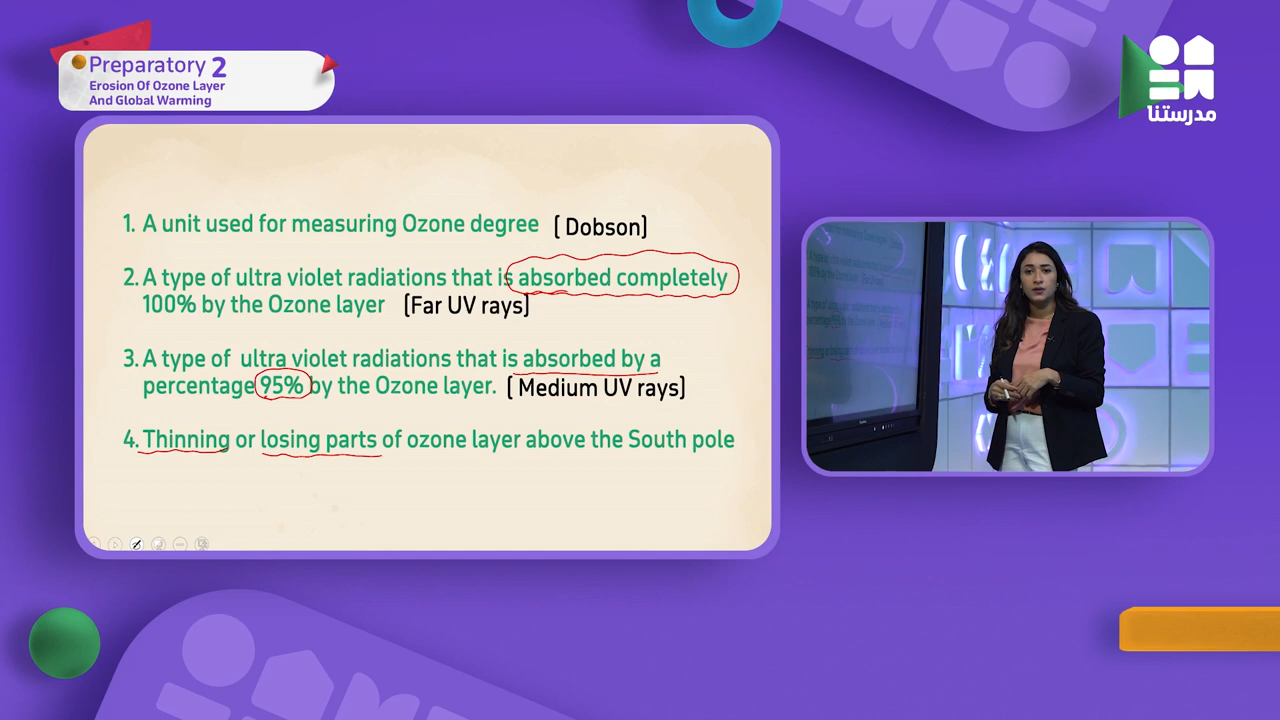 Preparatory 2
Erosion Of Ozone Layer
And Global Warming
مدرستنا
1. A unit used for measuring Ozone degree [ Dobson]
2. A type of ultra violet radiations that is absorbed completely
100% by the Ozone layer [Far UV rays]
3. A type of ultra violet radiations that is absorbed by a
percentage 95% by the Ozone layer. [ Medium UV rays]
4. Thinning or losing parts of ozone layer above the South pole